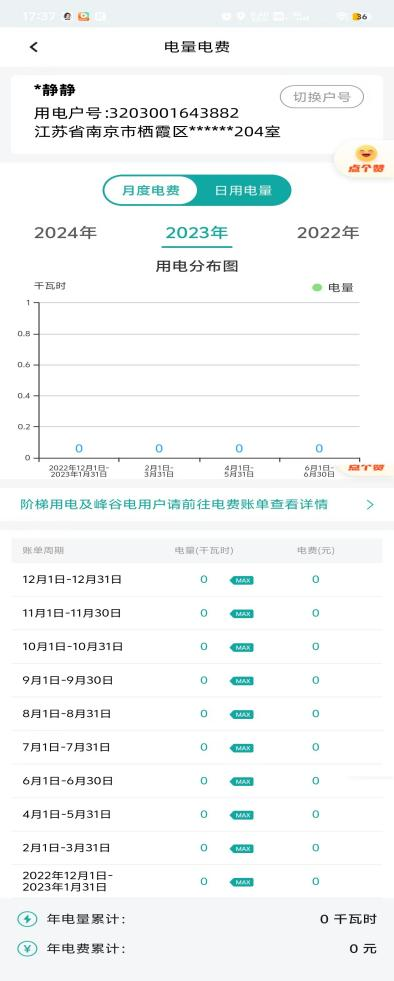 17:37
36
电量电费
*静静
切换户号
用电户号:3203001643882
江苏省南京市栖霞区******204室
点个赞
月度电费 日用电量
2024年 2023年 2022年
用电分布图
千瓦时
电量
1
0.8
0.6
0.4
0.2
0
0 0 0 0
2022年12月1日-
2023年1月31日
2月1日-
3月31日
4月1日-
5月31日
6月1日-
6月30日
点个赞
阶梯用电及峰谷电用户请前往电费账单查看详情
账单周期 电量(千瓦时) 电费(元)
12月1日-12月31日 0 MAX 0
11月1日-11月30日 0 MAX 0
10月1日-10月31日 0 MAX 0
9月1日-9月30日 0 MAX 0
8月1日-8月31日 0 MAX 0
7月1日-7月31日 0 MAX 0
6月1日-6月30日 0 MAX 0
4月1日-5月31日 0 MAX 0
2月1日-3月31日 0 MAX 0
2022年12月1日-
2023年1月31日 0 MAX 0
年电量累计: 0 千瓦时
年电费累计: 0 元